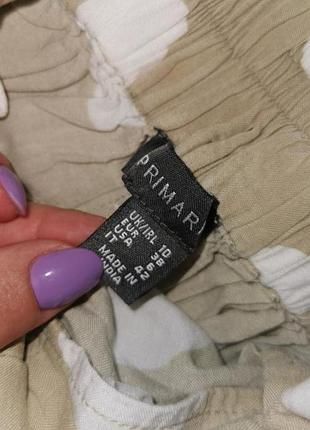 PRIMAR
UK/IRL 10
EUR 38
USA 6
IT 42
MADE IN
INDIA